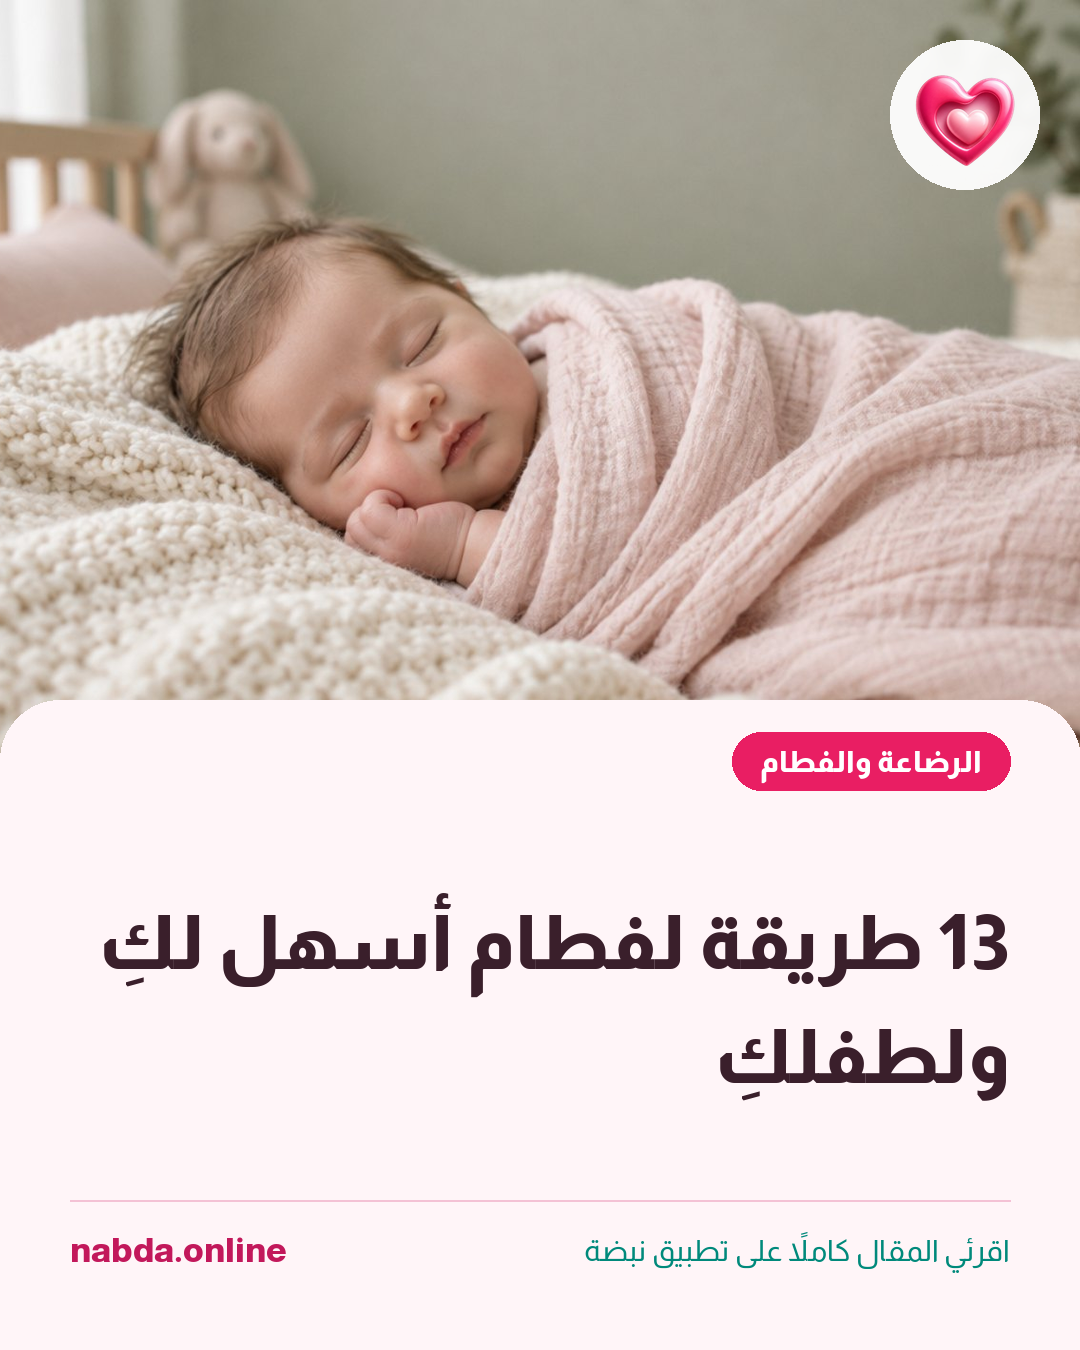 الرضاعة والفطام
13 طريقة لفطام أسهل لكِ
ولطفلكِ
اقرئي المقال كاملًا على تطبيق نبضة
nabda.online